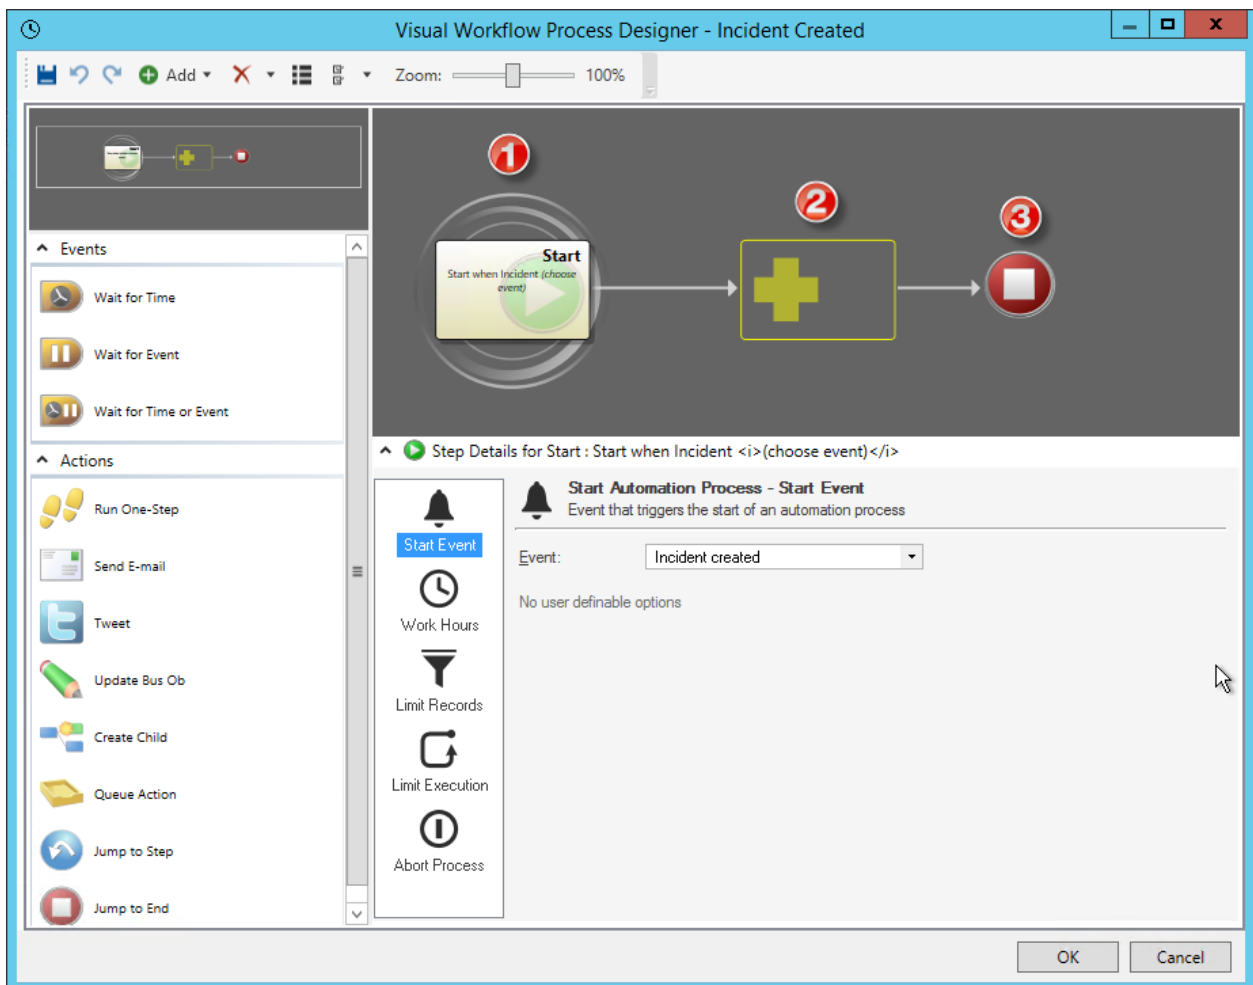 Visual Workflow Process Designer - Incident Created
Add
Zoom:
100%
1
2
3
Start
Start when Incident (choose
event)
Events
Wait for Time
Wait for Event
Wait for Time or Event
Actions
Run One-Step
Send E-mail
Tweet
Update Bus Ob
Create Child
Queue Action
Jump to Step
Jump to End
Step Details for Start : Start when Incident <i>(choose event)</i>
Start Event
Work Hours
Limit Records
Limit Execution
Abort Process
Start Automation Process - Start Event
Event that triggers the start of an automation process
Event:
Incident created
No user definable options
OK
Cancel